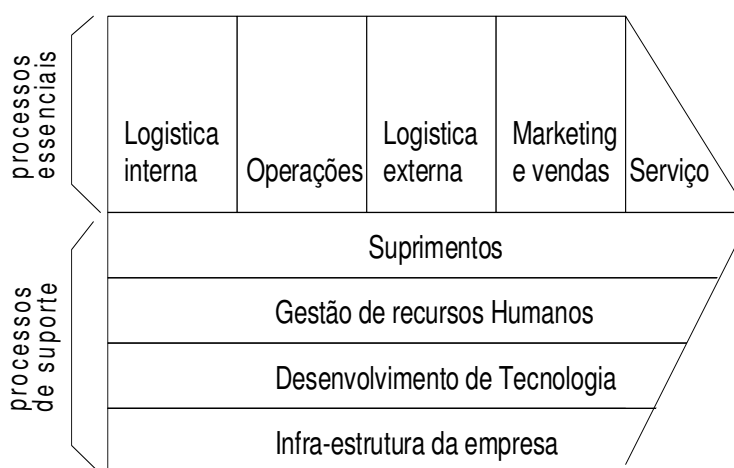 processos
essenciais
Logistica
interna
Operações
Logistica
externa
Marketing
e vendas
Serviço
processos
de suporte
Suprimentos
Gestão de recursos Humanos
Desenvolvimento de Tecnologia
Infra-estrutura da empresa